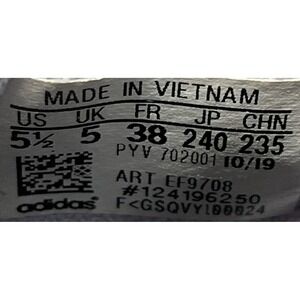 MADE IN VIETNAM
US UK FR JP CHN
5½ 5 38 240 235
PYV 702001 10/19
ART EF9708
#124196250
adidas F<GSQVYL00024